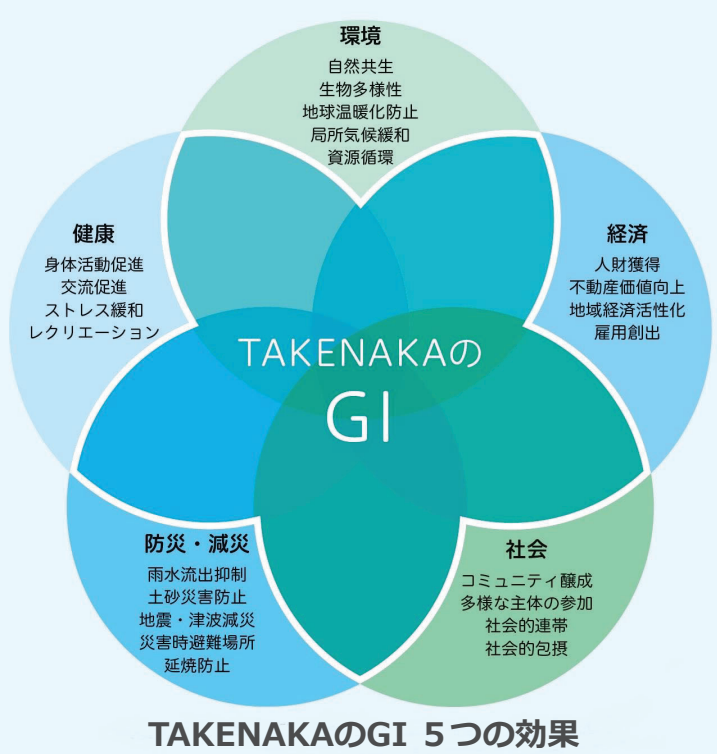 環境
自然共生
生物多様性
地球温暖化防止
局所気候緩和
資源循環
健康
身体活動促進
交流促進
ストレス緩和
レクリエーション
経済
人財獲得
不動産価値向上
地域経済活性化
雇用創出
TAKENAKAの
GI
防災・減災
雨水流出抑制
土砂災害防止
地震・津波減災
災害時避難場所
延焼防止
社会
コミュニティ醸成
多様な主体の参加
社会的連帯
社会的包摂
TAKENAKAのGI ５つの効果